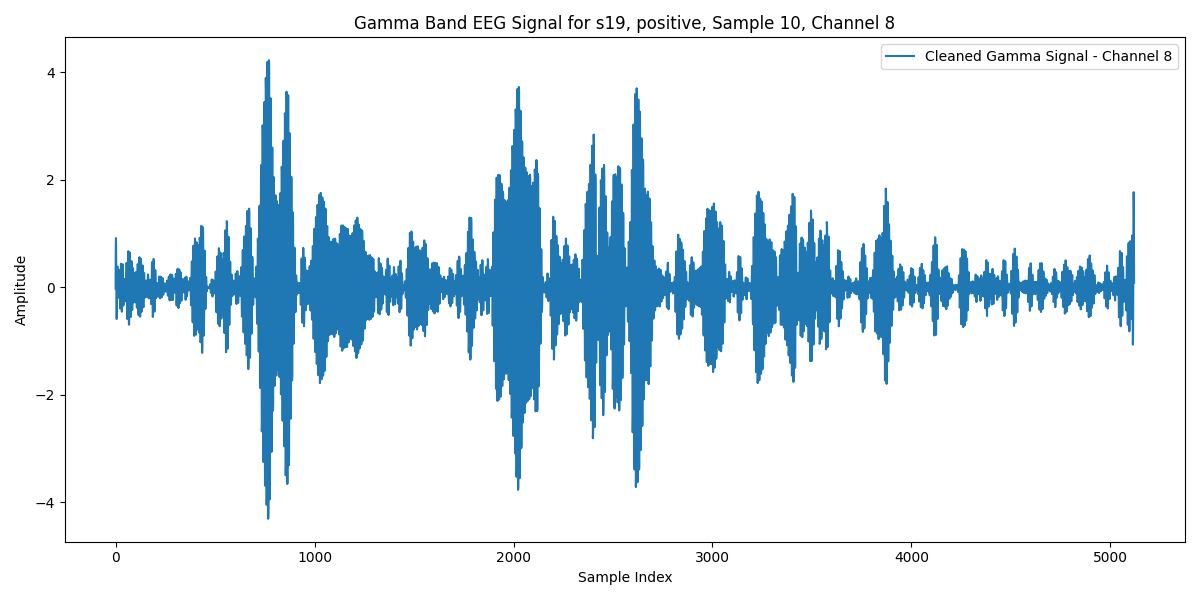 Gamma Band EEG Signal for s19, positive, Sample 10, Channel 8
Cleaned Gamma Signal - Channel 8
4
2
0
−2
−4
Amplitude
0 1000 2000 3000 4000 5000
Sample Index